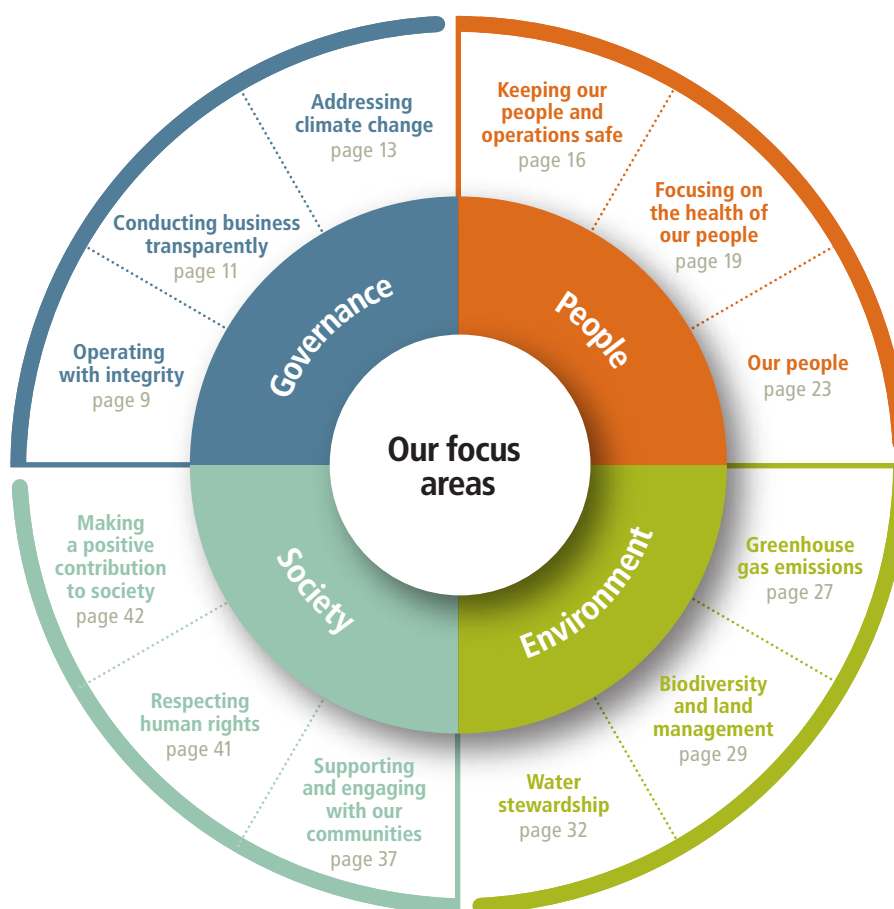 Our focus
areas
Governance
Operating
with integrity
page 9
Conducting business
transparently
page 11
Addressing
climate change
page 13
People
Keeping our
people and
operations safe
page 16
Focusing on
the health of
our people
page 19
Our people
page 23
Environment
Greenhouse
gas emissions
page 27
Biodiversity
and land
management
page 29
Water
stewardship
page 32
Society
Supporting
and engaging
with our
communities
page 37
Respecting
human rights
page 41
Making
a positive
contribution
to society
page 42